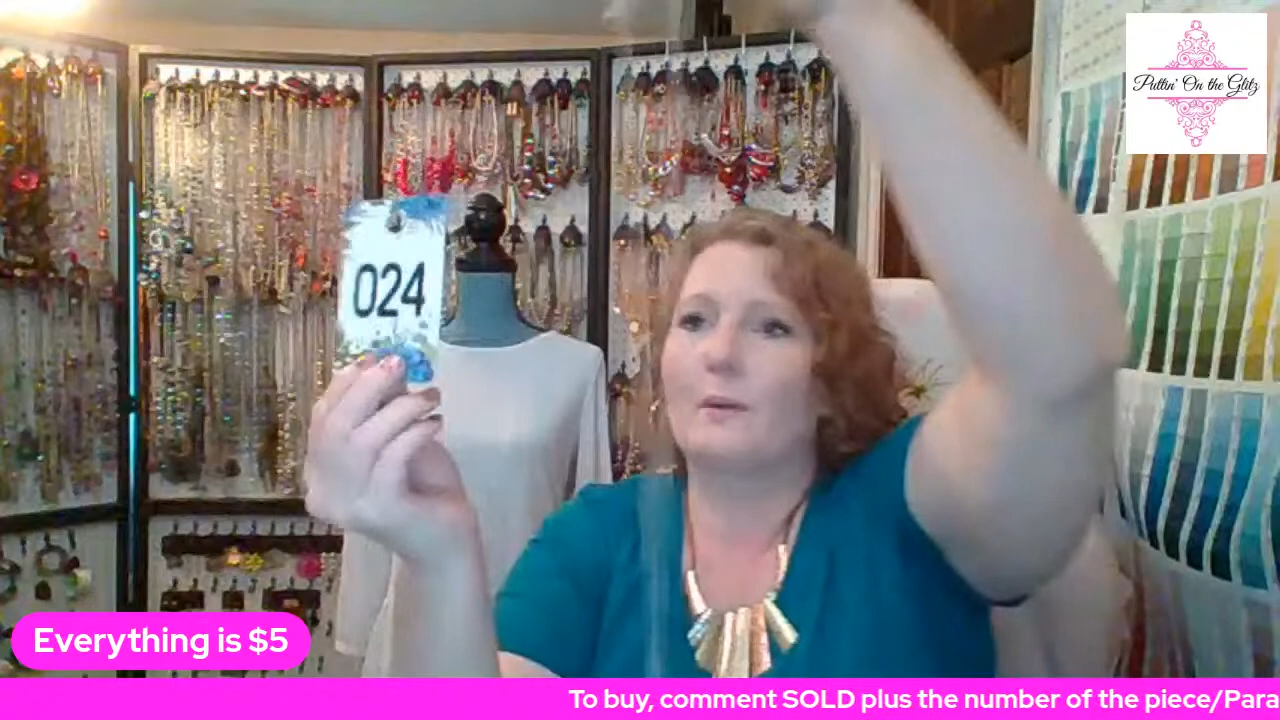 Puttin' On the Glitz
024
Everything is $5
To buy, comment SOLD plus the number of the piece/Para